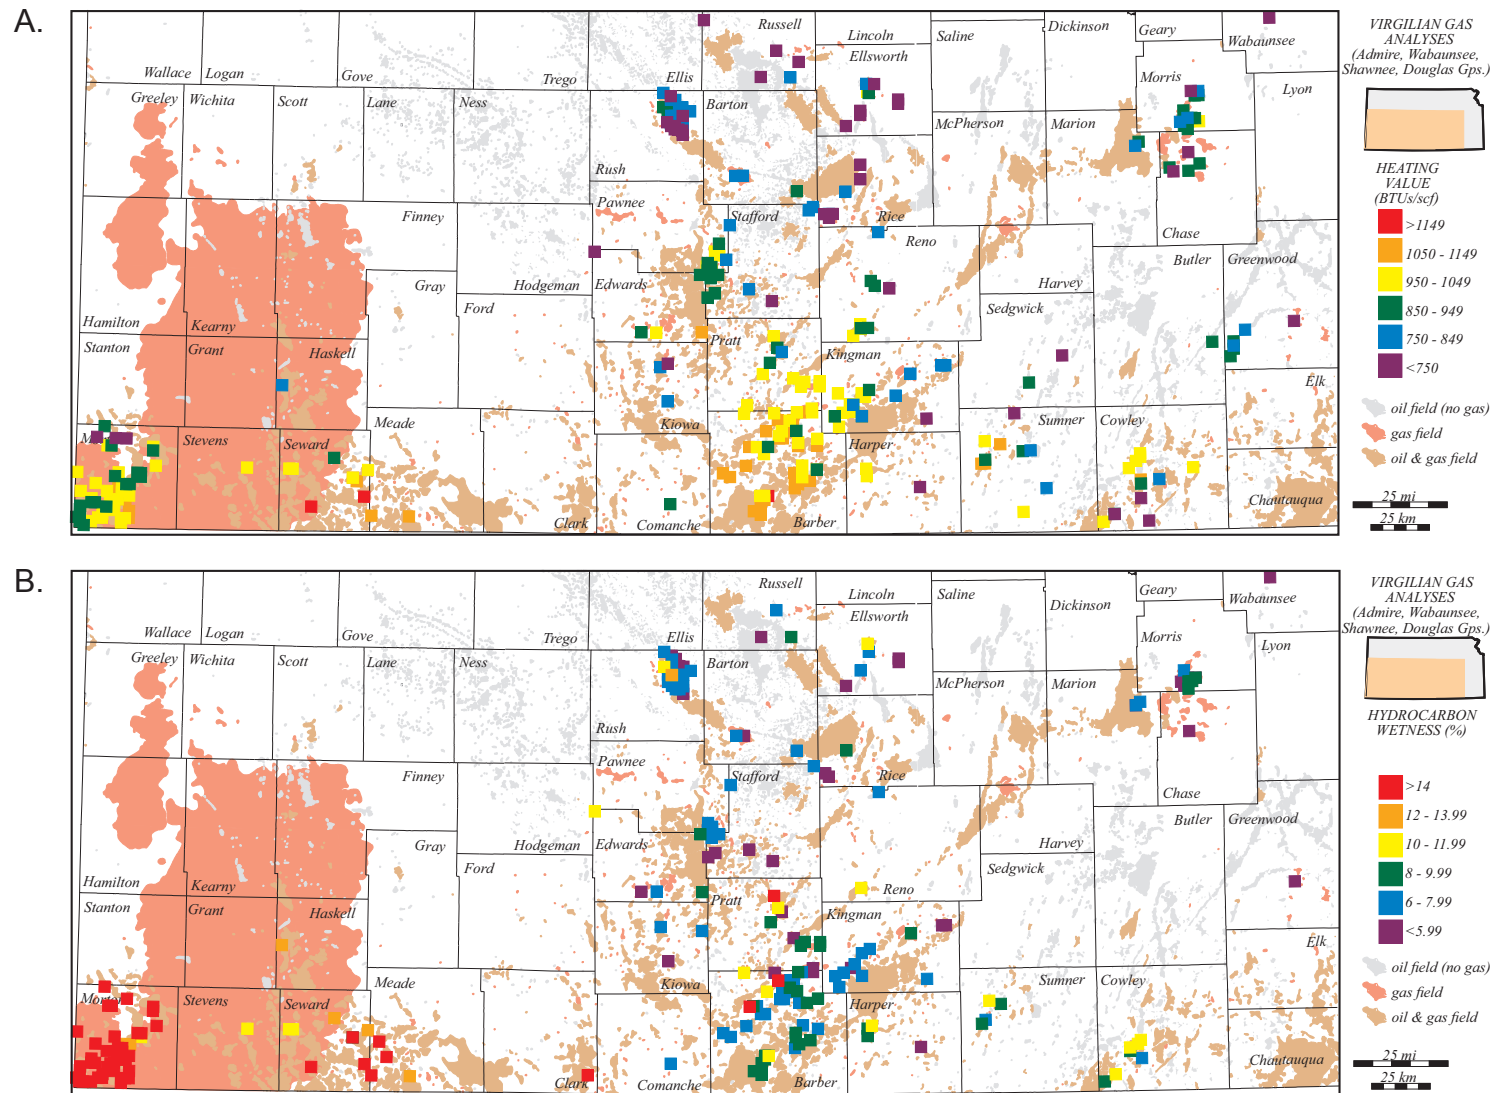 A.
Russell
Lincoln
Ellsworth
Saline
Dickinson
Geary
Wabaunsee
Wallace
Logan
Gove
Trego
Ellis
Morris
Lyon
Greeley
Wichita
Scott
Lane
Ness
Barton
McPherson
Marion
Rush
Pawnee
Finney
Stafford
Rice
Reno
Chase
Butler
Greenwood
Gray
Hodgeman
Edwards
Harvey
Ford
Sedgwick
Hamilton
Kearny
Stanton
Grant
Haskell
Pratt
Kingman
Elk
Meade
Kiowa
Sumner
Cowley
Stevens
Seward
Harper
Clark
Comanche
Barber
Chautauqua
VIRGILIAN GAS
ANALYSES
(Admire, Wabaunsee,
Shawnee, Douglas Gps.)
HEATING
VALUE
(BTUs/scf)
>1149
1050 - 1149
950 - 1049
850 - 949
750 - 849
<750
oil field (no gas)
gas field
oil & gas field
25 mi
25 km
B.
Russell
Lincoln
Ellsworth
Saline
Dickinson
Geary
Wabaunsee
Wallace
Logan
Gove
Trego
Ellis
Morris
Lyon
Greeley
Wichita
Scott
Lane
Ness
Barton
McPherson
Marion
Rush
Pawnee
Finney
Stafford
Rice
Chase
Butler
Greenwood
Gray
Hodgeman
Edwards
Harvey
Ford
Sedgwick
Hamilton
Kearny
Reno
Stanton
Grant
Haskell
Pratt
Kingman
Elk
Meade
Kiowa
Sumner
Cowley
Morton
Stevens
Seward
Harper
Clark
Comanche
Barber
Chautauqua
VIRGILIAN GAS
ANALYSES
(Admire, Wabaunsee,
Shawnee, Douglas Gps.)
HYDROCARBON
WETNESS (%)
>14
12 - 13.99
10 - 11.99
8 - 9.99
6 - 7.99
<5.99
oil field (no gas)
gas field
oil & gas field
25 mi
25 km